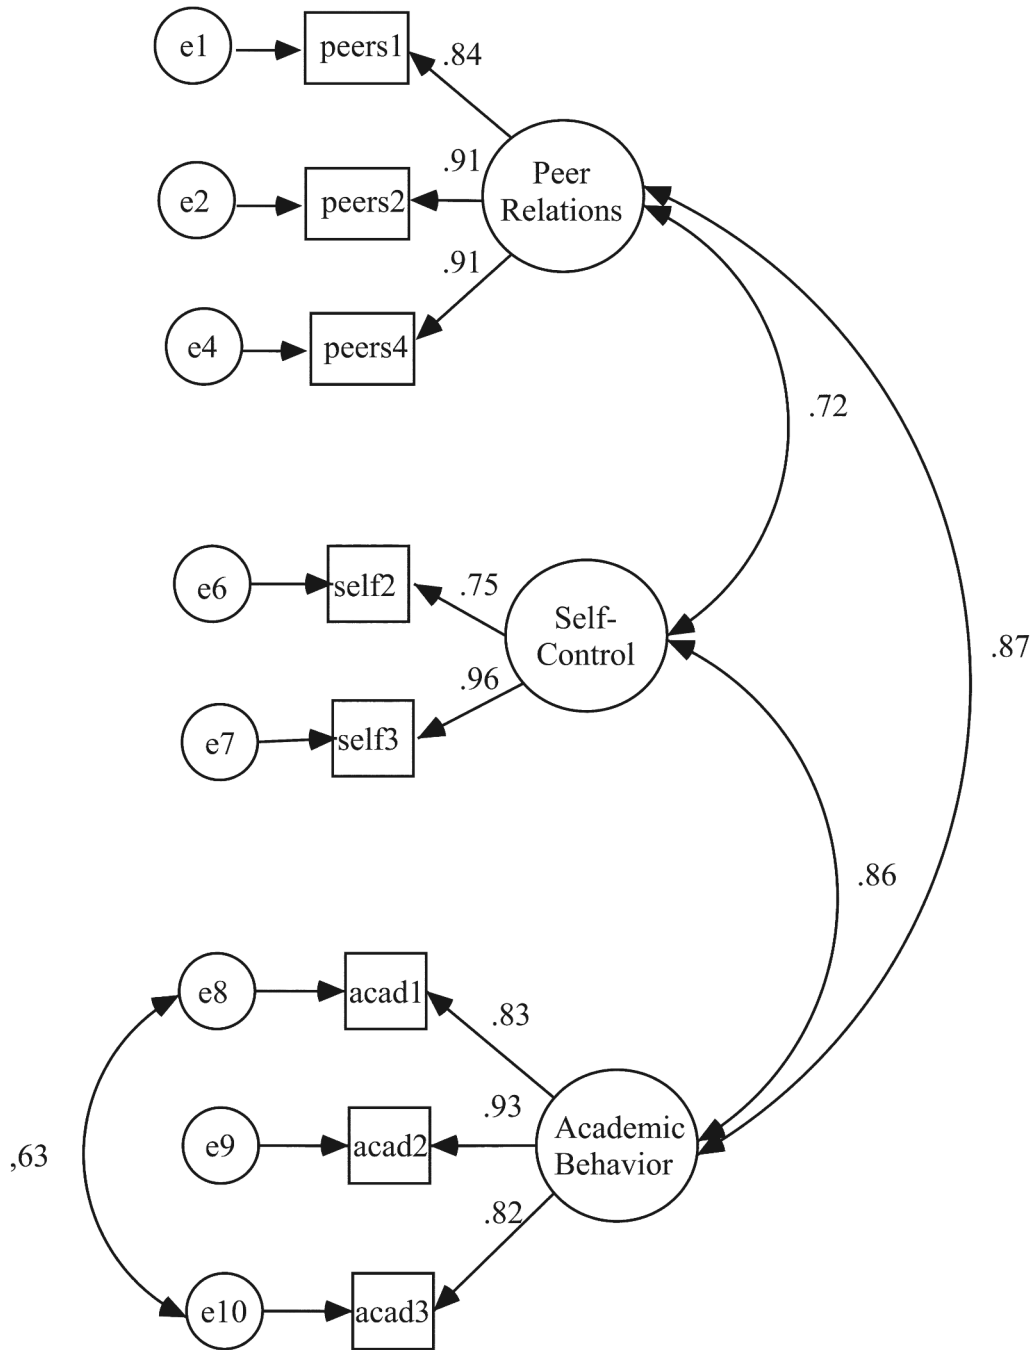 e1
peers1
.84
e2
peers2
.91
Peer
Relations
e4
peers4
.91
.72
e6
self2
.75
Self-
Control
.87
e7
self3
.96
.86
e8
acad1
.83
e9
acad2
.93
Academic
Behavior
,63
.82
e10
acad3